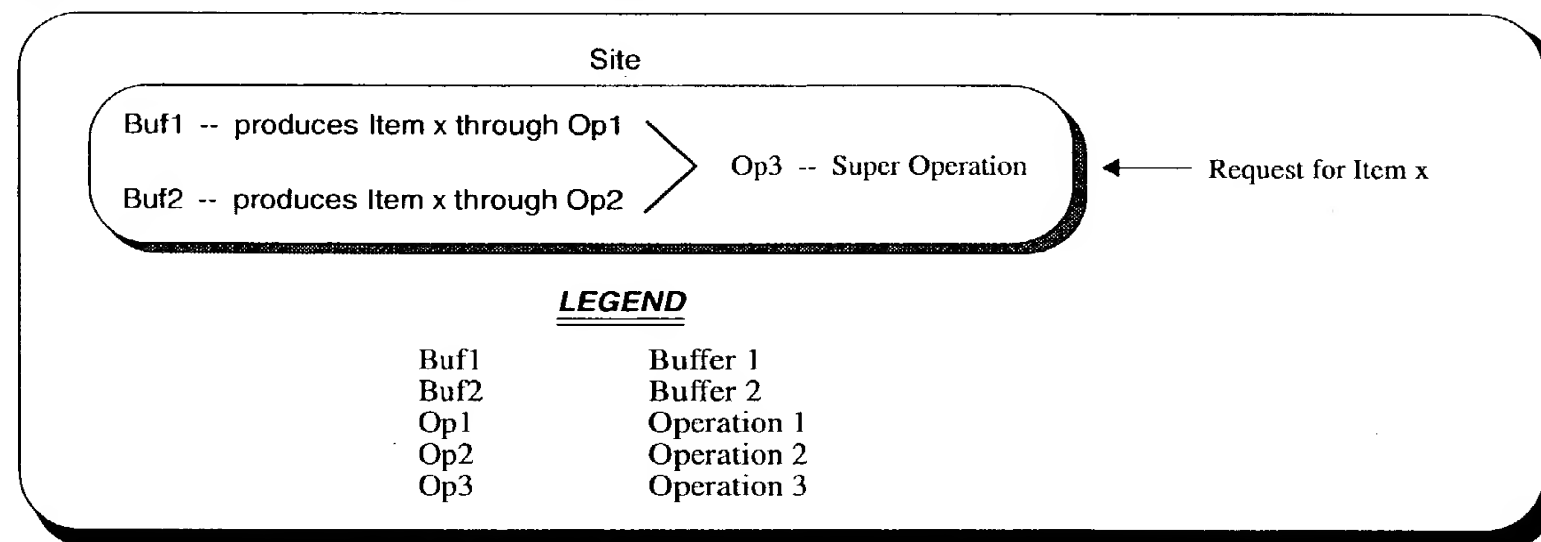 Site
Buf1 -- produces Item x through Op1
Op3 -- Super Operation
Request for Item x
Buf2 -- produces Item x through Op2
LEGEND
Buf1 Buffer 1
Buf2 Buffer 2
Op1 Operation 1
Op2 Operation 2
Op3 Operation 3